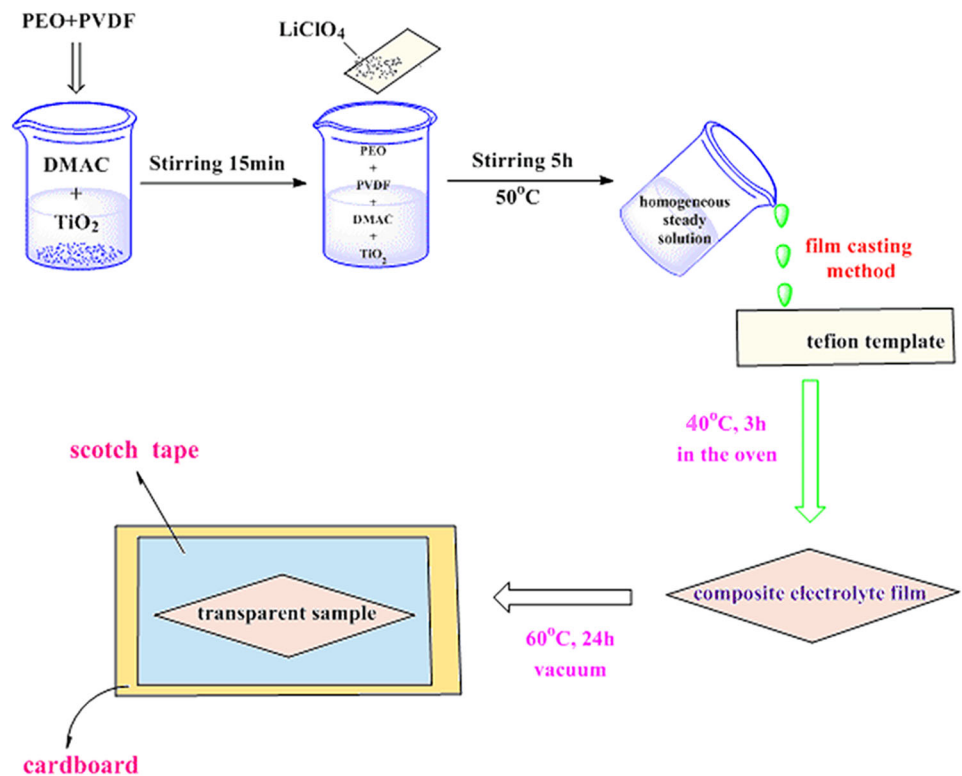 PEO+PVDF
DMAC
+
TiO₂
Stirring 15min
LiClO₄
PEO
+
PVDF
+
DMAC
+
TiO₂
Stirring 5h
50°C
homogeneous
steady
solution
film casting
method
tefion template
40°C, 3h
in the oven
composite electrolyte film
60°C, 24h
vacuum
scotch tape
transparent sample
cardboard